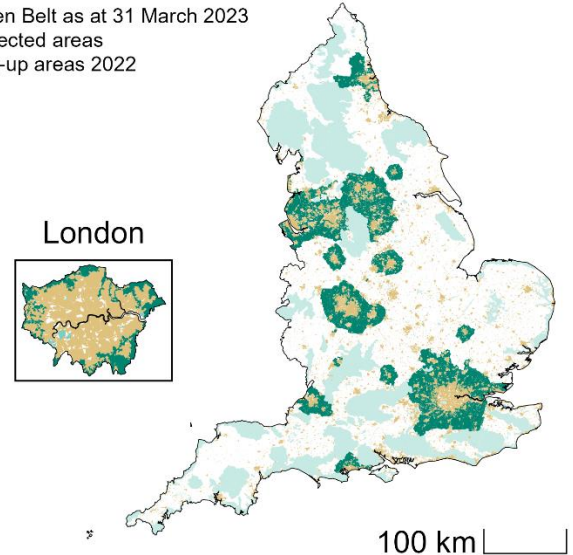 en Belt as at 31 March 2023
ected areas
-up areas 2022
London
100 km